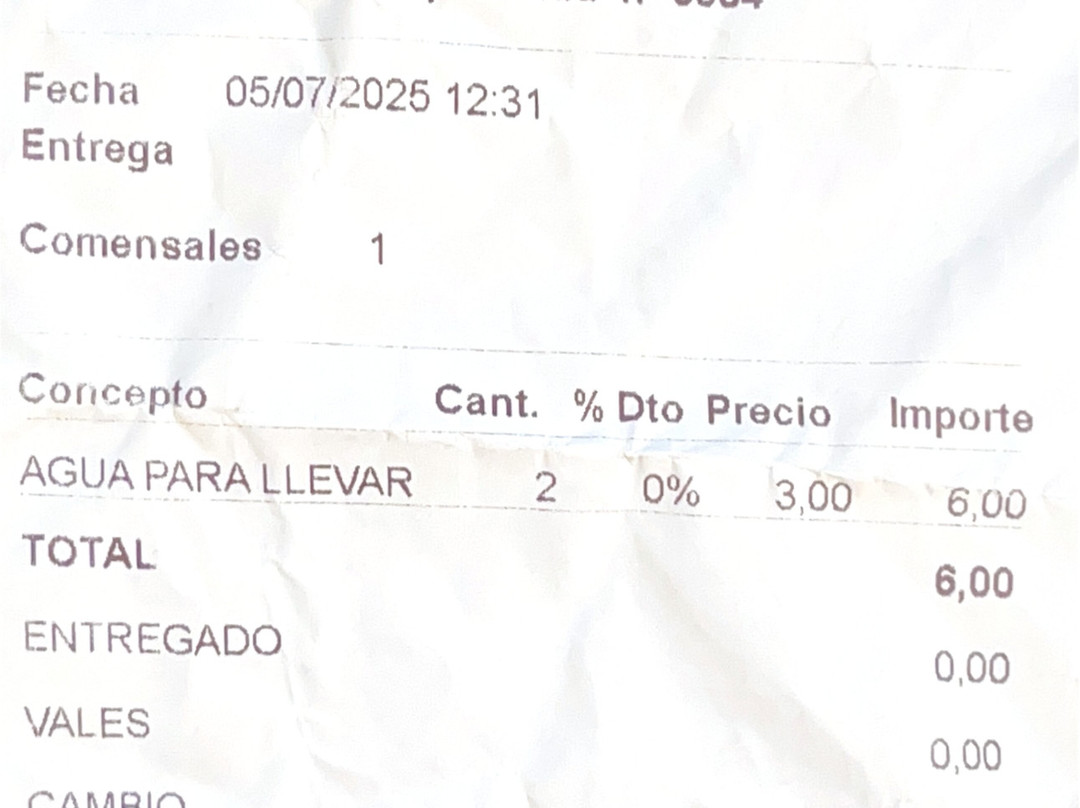 Fecha 05/07/2025 12:31
Entrega
Comensales 1
Concepto Cant. % Dto Precio Importe
AGUA PARA LLEVAR 2 0% 3,00 6,00
TOTAL 6,00
ENTREGADO 0,00
VALES 0,00
CAMBIO